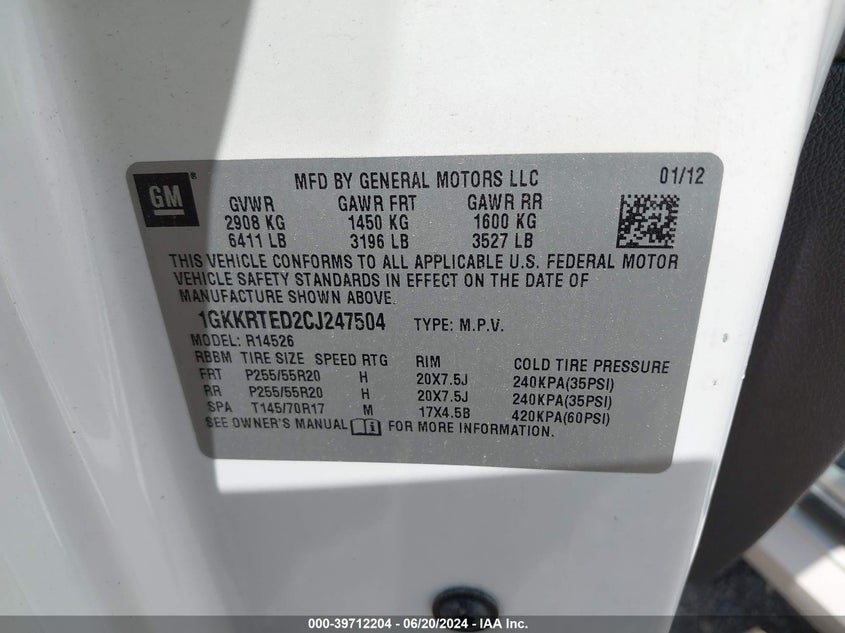 GM ® MFD BY GENERAL MOTORS LLC 01/12
GVWR GAWR FRT GAWR RR
2908 KG 1450 KG 1600 KG
6411 LB 3196 LB 3527 LB
THIS VEHICLE CONFORMS TO ALL APPLICABLE U.S. FEDERAL MOTOR
VEHICLE SAFETY STANDARDS IN EFFECT ON THE DATE OF
MANUFACTURE SHOWN ABOVE.
1GKKRTED2CJ247504 TYPE: M.P.V.
MODEL: R14526
RBBM TIRE SIZE SPEED RTG RIM COLD TIRE PRESSURE
FRT P255/55R20 H 20X7.5J 240KPA(35PSI)
RR P255/55R20 H 20X7.5J 240KPA(35PSI)
SPA T145/70R17 M 17X4.5B 420KPA(60PSI)
SEE OWNER'S MANUAL i FOR MORE INFORMATION.
000-39712204 - 06/20/2024 - IAA Inc.